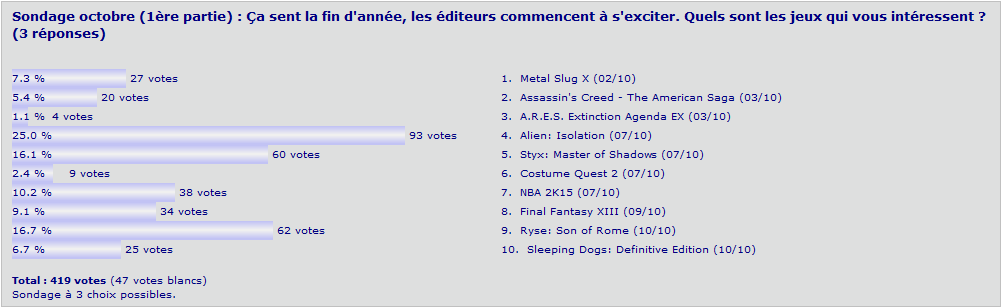 Sondage octobre (1ère partie) : Ça sent la fin d'année, les éditeurs commencent à s'exciter. Quels sont les jeux qui vous intéressent ?
(3 réponses)
7.3 % 27 votes 1. Metal Slug X (02/10)
5.4 % 20 votes 2. Assassin's Creed - The American Saga (03/10)
1.1 % 4 votes 3. A.R.E.S. Extinction Agenda EX (03/10)
25.0 % 93 votes 4. Alien: Isolation (07/10)
16.1 % 60 votes 5. Styx: Master of Shadows (07/10)
2.4 % 9 votes 6. Costume Quest 2 (07/10)
10.2 % 38 votes 7. NBA 2K15 (07/10)
9.1 % 34 votes 8. Final Fantasy XIII (09/10)
16.7 % 62 votes 9. Ryse: Son of Rome (10/10)
6.7 % 25 votes 10. Sleeping Dogs: Definitive Edition (10/10)
Total : 419 votes (47 votes blancs)
Sondage à 3 choix possibles.